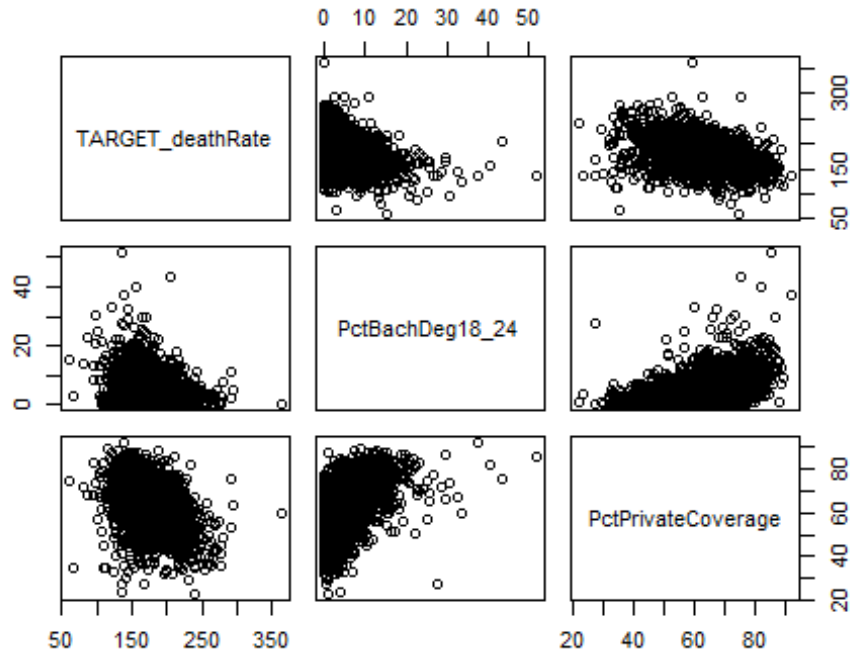 0 10 20 30 40 50
TARGET_deathRate
50 150 300
0 20 40
PctBachDeg18_24
PctPrivateCoverage
20 40 60 80
50 150 250 350
20 40 60 80